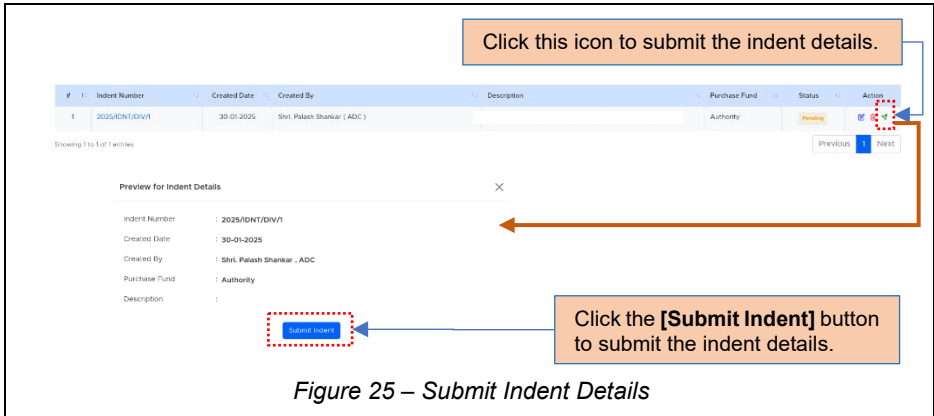 Click this icon to submit the indent details.
# Indent Number Created Date Created By Description Purchase Fund Status Action
1 2025/IDNT/DIV/1 30-01-2025 Shri. Palash Shankar ( ADC ) Authority Pending
Showing 1 to 1 of 1 entries
Previous 1 Next
Preview for Indent Details
Indent Number : 2025/IDNT/DIV/1
Created Date : 30-01-2025
Created By : Shri. Palash Shankar , ADC
Purchase Fund : Authority
Description :
Submit Indent
Click the [Submit Indent] button
to submit the indent details.
Figure 25 – Submit Indent Details